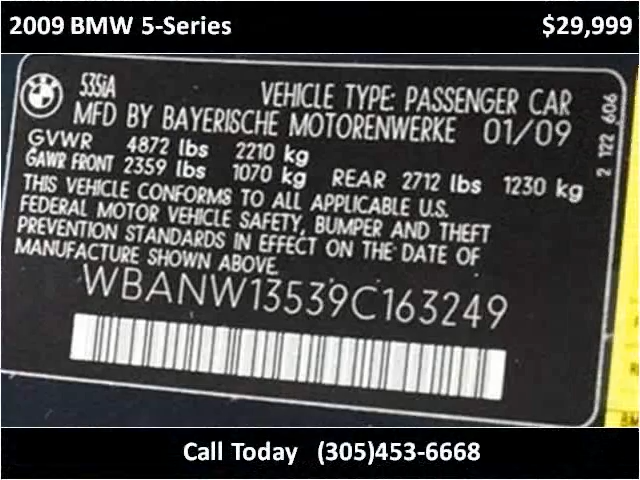 2009 BMW 5-Series $29,999
535iA
VEHICLE TYPE: PASSENGER CAR
MFD BY BAYERISCHE MOTORENWERKE 01/09
GVWR 4872 lbs 2210 kg
GAWR FRONT 2359 lbs 1070 kg REAR 2712 lbs 1230 kg
THIS VEHICLE CONFORMS TO ALL APPLICABLE U.S.
FEDERAL MOTOR VEHICLE SAFETY, BUMPER AND THEFT
PREVENTION STANDARDS IN EFFECT ON THE DATE OF
MANUFACTURE SHOWN ABOVE.
WBANW13539C163249
2 122 606
Call Today (305)453-6668